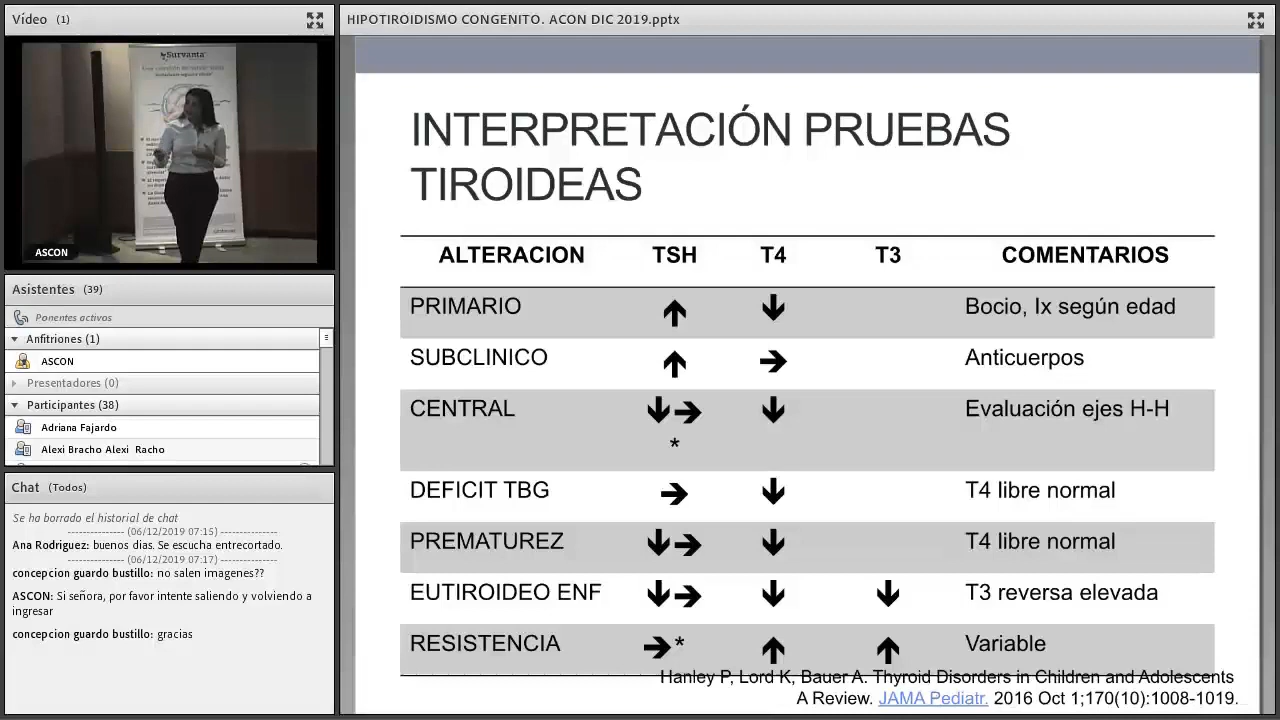 Vídeo (1)
Survanta
ASCON
Asistentes (39)
Ponentes activos
Anfitriones (1)
ASCON
Presentadores (0)
Participantes (38)
Adriana Fajardo
Alexi Bracho Alexi Racho
Chat (Todos)
Se ha borrado el historial de chat
--------------- (06/12/2019 07:15) ---------------
Ana Rodriguez: buenos dias. Se escucha entrecortado.
--------------- (06/12/2019 07:17) ---------------
concepcion guardo bustillo: no salen imagenes??
ASCON: Si señora, por favor intente saliendo y volviendo a
ingresar
concepcion guardo bustillo: gracias
HIPOTIROIDISMO CONGENITO. ACON DIC 2019.pptx
INTERPRETACIÓN PRUEBAS
TIROIDEAS
ALTERACION TSH T4 T3 COMENTARIOS
PRIMARIO ↑ ↓ Bocio, Ix según edad
SUBCLINICO ↑ → Anticuerpos
CENTRAL ↓→ ↓ Evaluación ejes H-H
*
DEFICIT TBG → ↓ T4 libre normal
PREMATUREZ ↓→ ↓ T4 libre normal
EUTIROIDEO ENF ↓→ ↓ ↓ T3 reversa elevada
RESISTENCIA →* ↑ ↑ Variable
Hanley P, Lord K, Bauer A. Thyroid Disorders in Children and Adolescents
A Review. JAMA Pediatr. 2016 Oct 1;170(10):1008-1019.